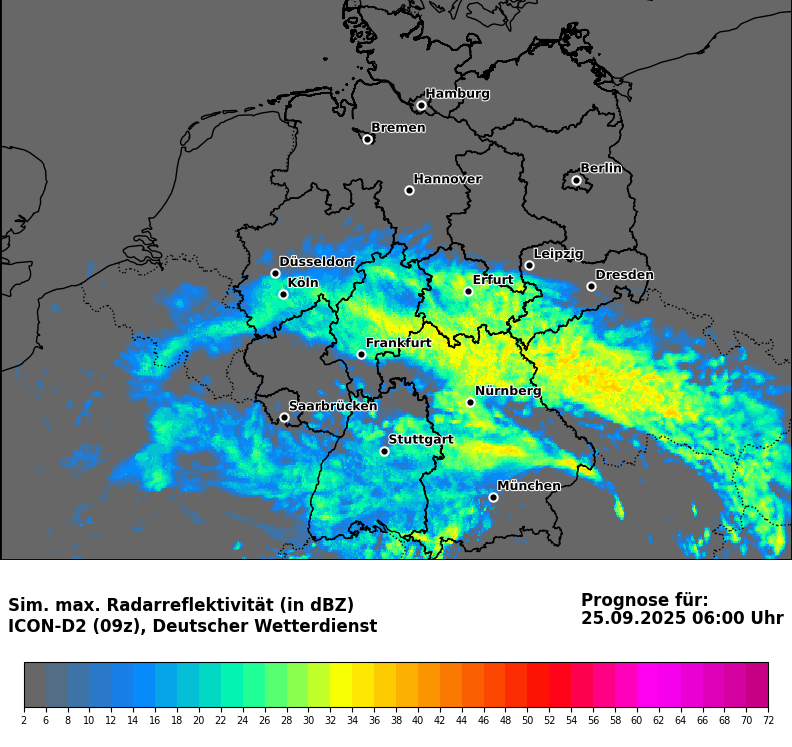 Hamburg
Bremen
Berlin
Hannover
Leipzig
Düsseldorf
Dresden
Köln
Erfurt
Frankfurt
Nürnberg
Saarbrücken
Stuttgart
München
Sim. max. Radarreflektivität (in dBZ)
ICON-D2 (09z), Deutscher Wetterdienst
Prognose für:
25.09.2025 06:00 Uhr
2 6 8 10 12 14 16 18 20 22 24 26 28 30 32 34 36 38 40 42 44 46 48 50 52 54 56 58 60 62 64 66 68 70 72